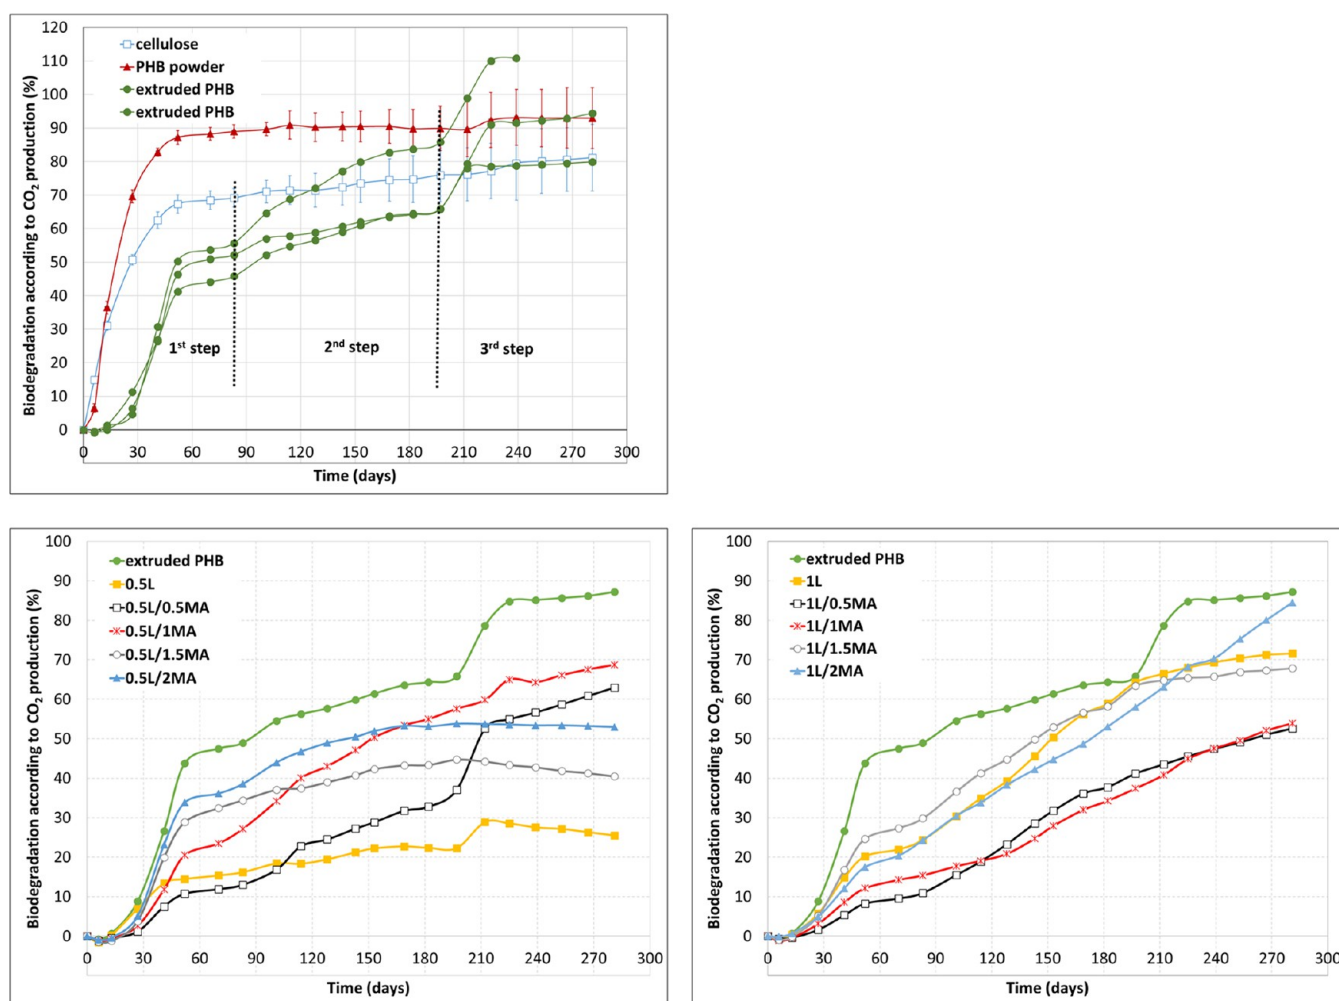 Biodegradation according to CO₂ production (%)
120
110
100
90
80
70
60
50
40
30
20
10
0
cellulose
PHB powder
extruded PHB
extruded PHB
1st step
2nd step
3rd step
0 30 60 90 120 150 180 210 240 270 300
Time (days)
Biodegradation according to CO₂ production (%)
100
90
80
70
60
50
40
30
20
10
0
extruded PHB
0.5L
0.5L/0.5MA
0.5L/1MA
0.5L/1.5MA
0.5L/2MA
0 30 60 90 120 150 180 210 240 270 300
Time (days)
Biodegradation according to CO₂ production (%)
100
90
80
70
60
50
40
30
20
10
0
extruded PHB
1L
1L/0.5MA
1L/1MA
1L/1.5MA
1L/2MA
0 30 60 90 120 150 180 210 240 270 300
Time (days)